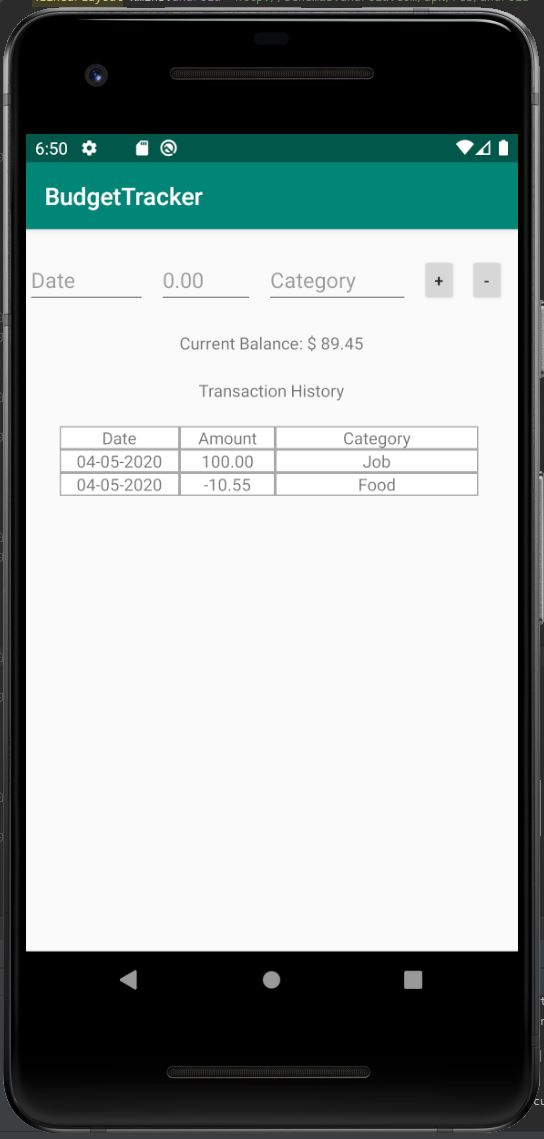 6:50
BudgetTracker
Date 0.00 Category + -
Current Balance: $ 89.45
Transaction History
Date Amount Category
04-05-2020 100.00 Job
04-05-2020 -10.55 Food